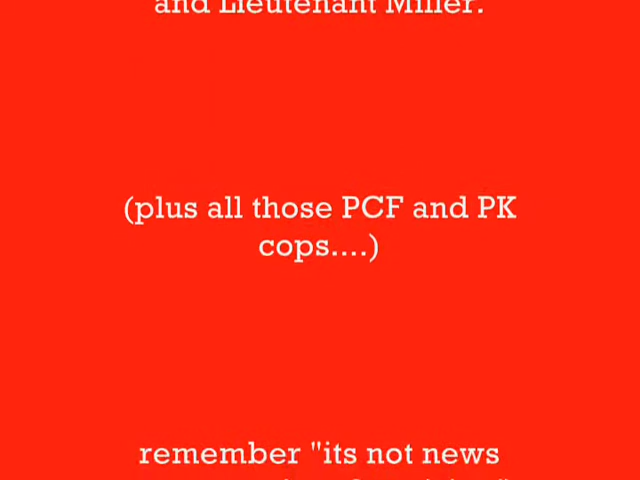 and Lieutenant Miller.
(plus all those PCF and PK
cops....)
remember "its not news